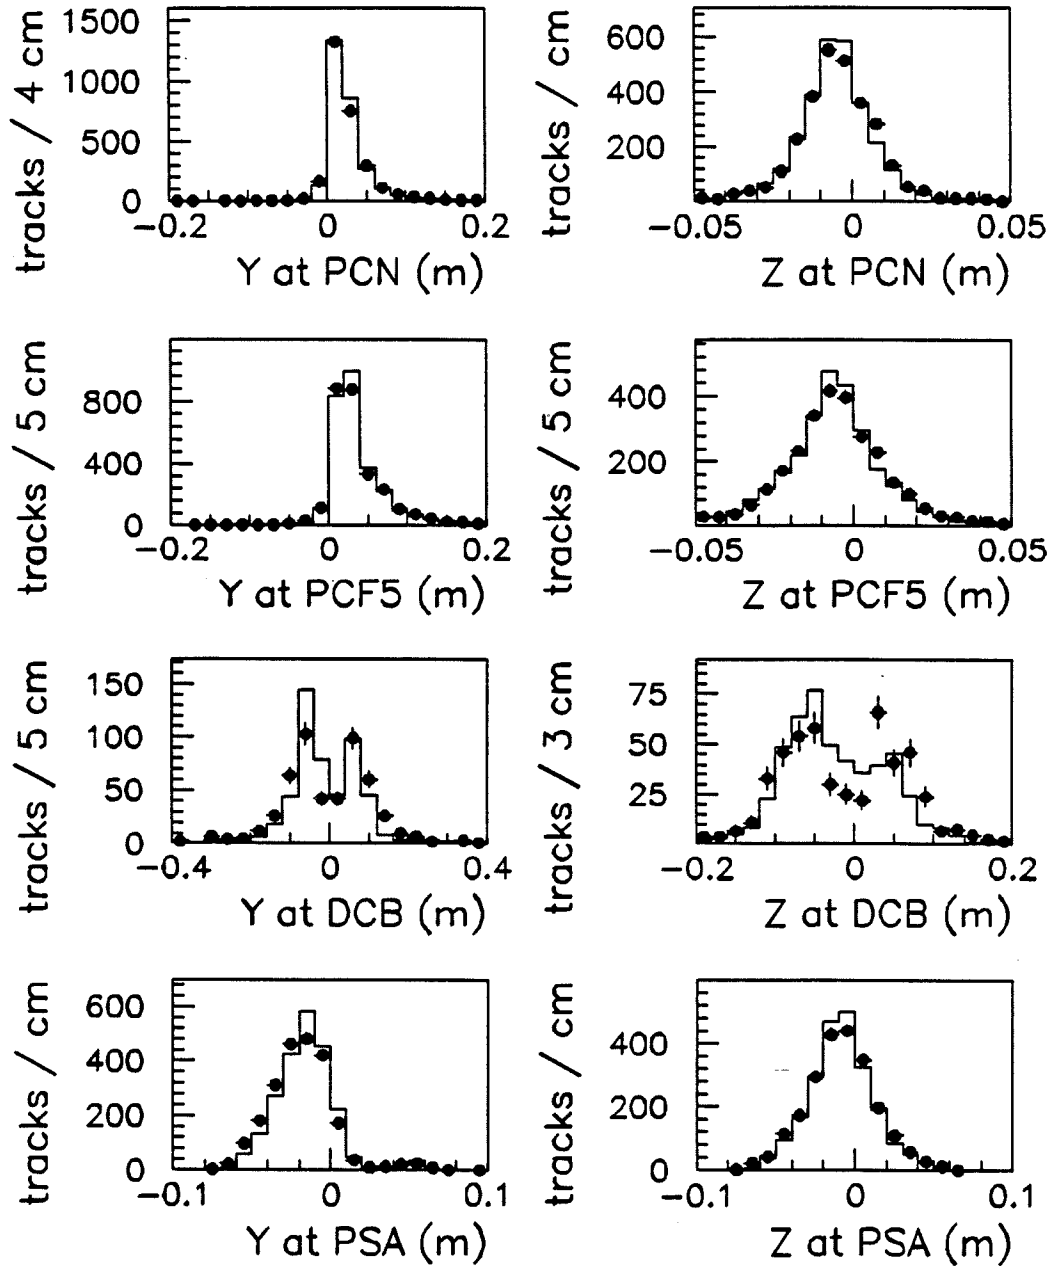 tracks / 4 cm
1500
1000
500
0
−0.2 0 0.2
Y at PCN (m)
tracks / cm
600
400
200
−0.05 0 0.05
Z at PCN (m)
tracks / 5 cm
800
400
0
−0.2 0 0.2
Y at PCF5 (m)
tracks / 5 cm
400
200
−0.05 0 0.05
Z at PCF5 (m)
tracks / 5 cm
150
100
50
0
−0.4 0 0.4
Y at DCB (m)
tracks / 3 cm
75
50
25
−0.2 0 0.2
Z at DCB (m)
tracks / cm
600
400
200
0
−0.1 0 0.1
Y at PSA (m)
tracks / cm
400
200
0
−0.1 0 0.1
Z at PSA (m)